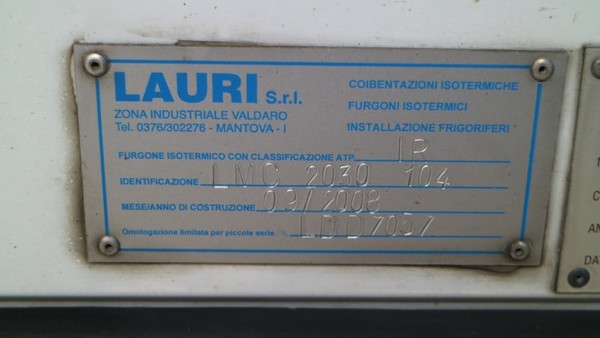 LAURI S.r.l.
ZONA INDUSTRIALE VALDARO
Tel. 0376/302276 - MANTOVA - I
COIBENTAZIONI ISOTERMICHE
FURGONI ISOTERMICI
INSTALLAZIONE FRIGORIFERI
FURGONE ISOTERMICO CON CLASSIFICAZIONE ATP IR
IDENTIFICAZIONE LMC 2030 104
MESE/ANNO DI COSTRUZIONE 09/2008
Omologazione limitata per piccole serie